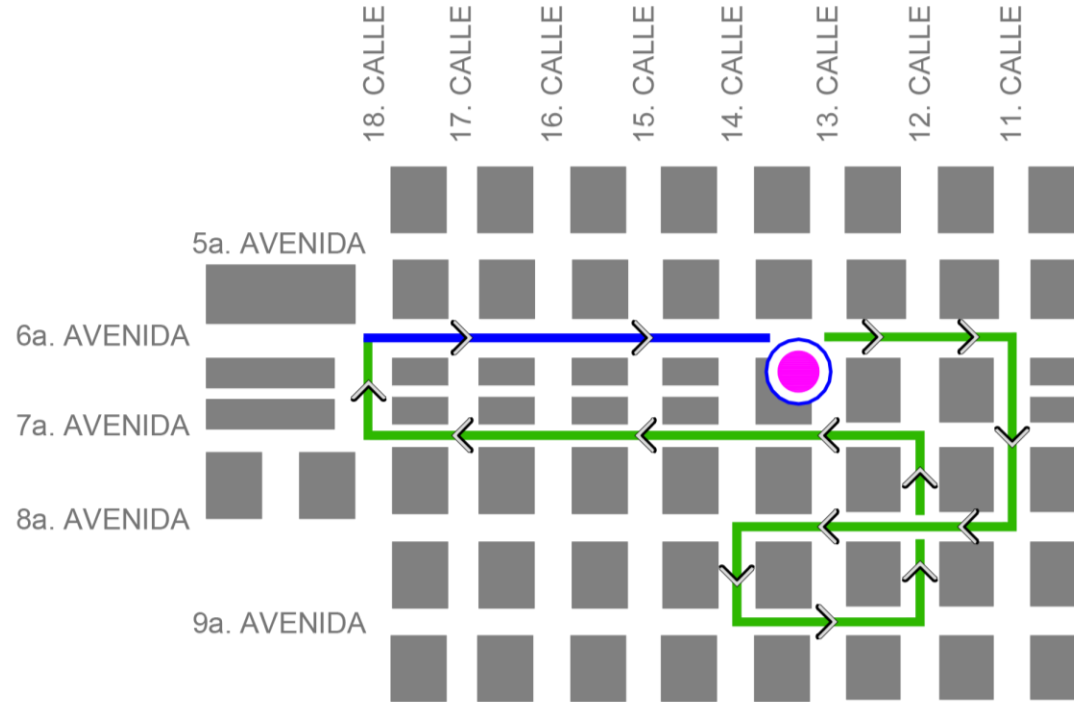 18. CALLE
17. CALLE
16. CALLE
15. CALLE
14. CALLE
13. CALLE
12. CALLE
11. CALLE
5a. AVENIDA
6a. AVENIDA
7a. AVENIDA
8a. AVENIDA
9a. AVENIDA